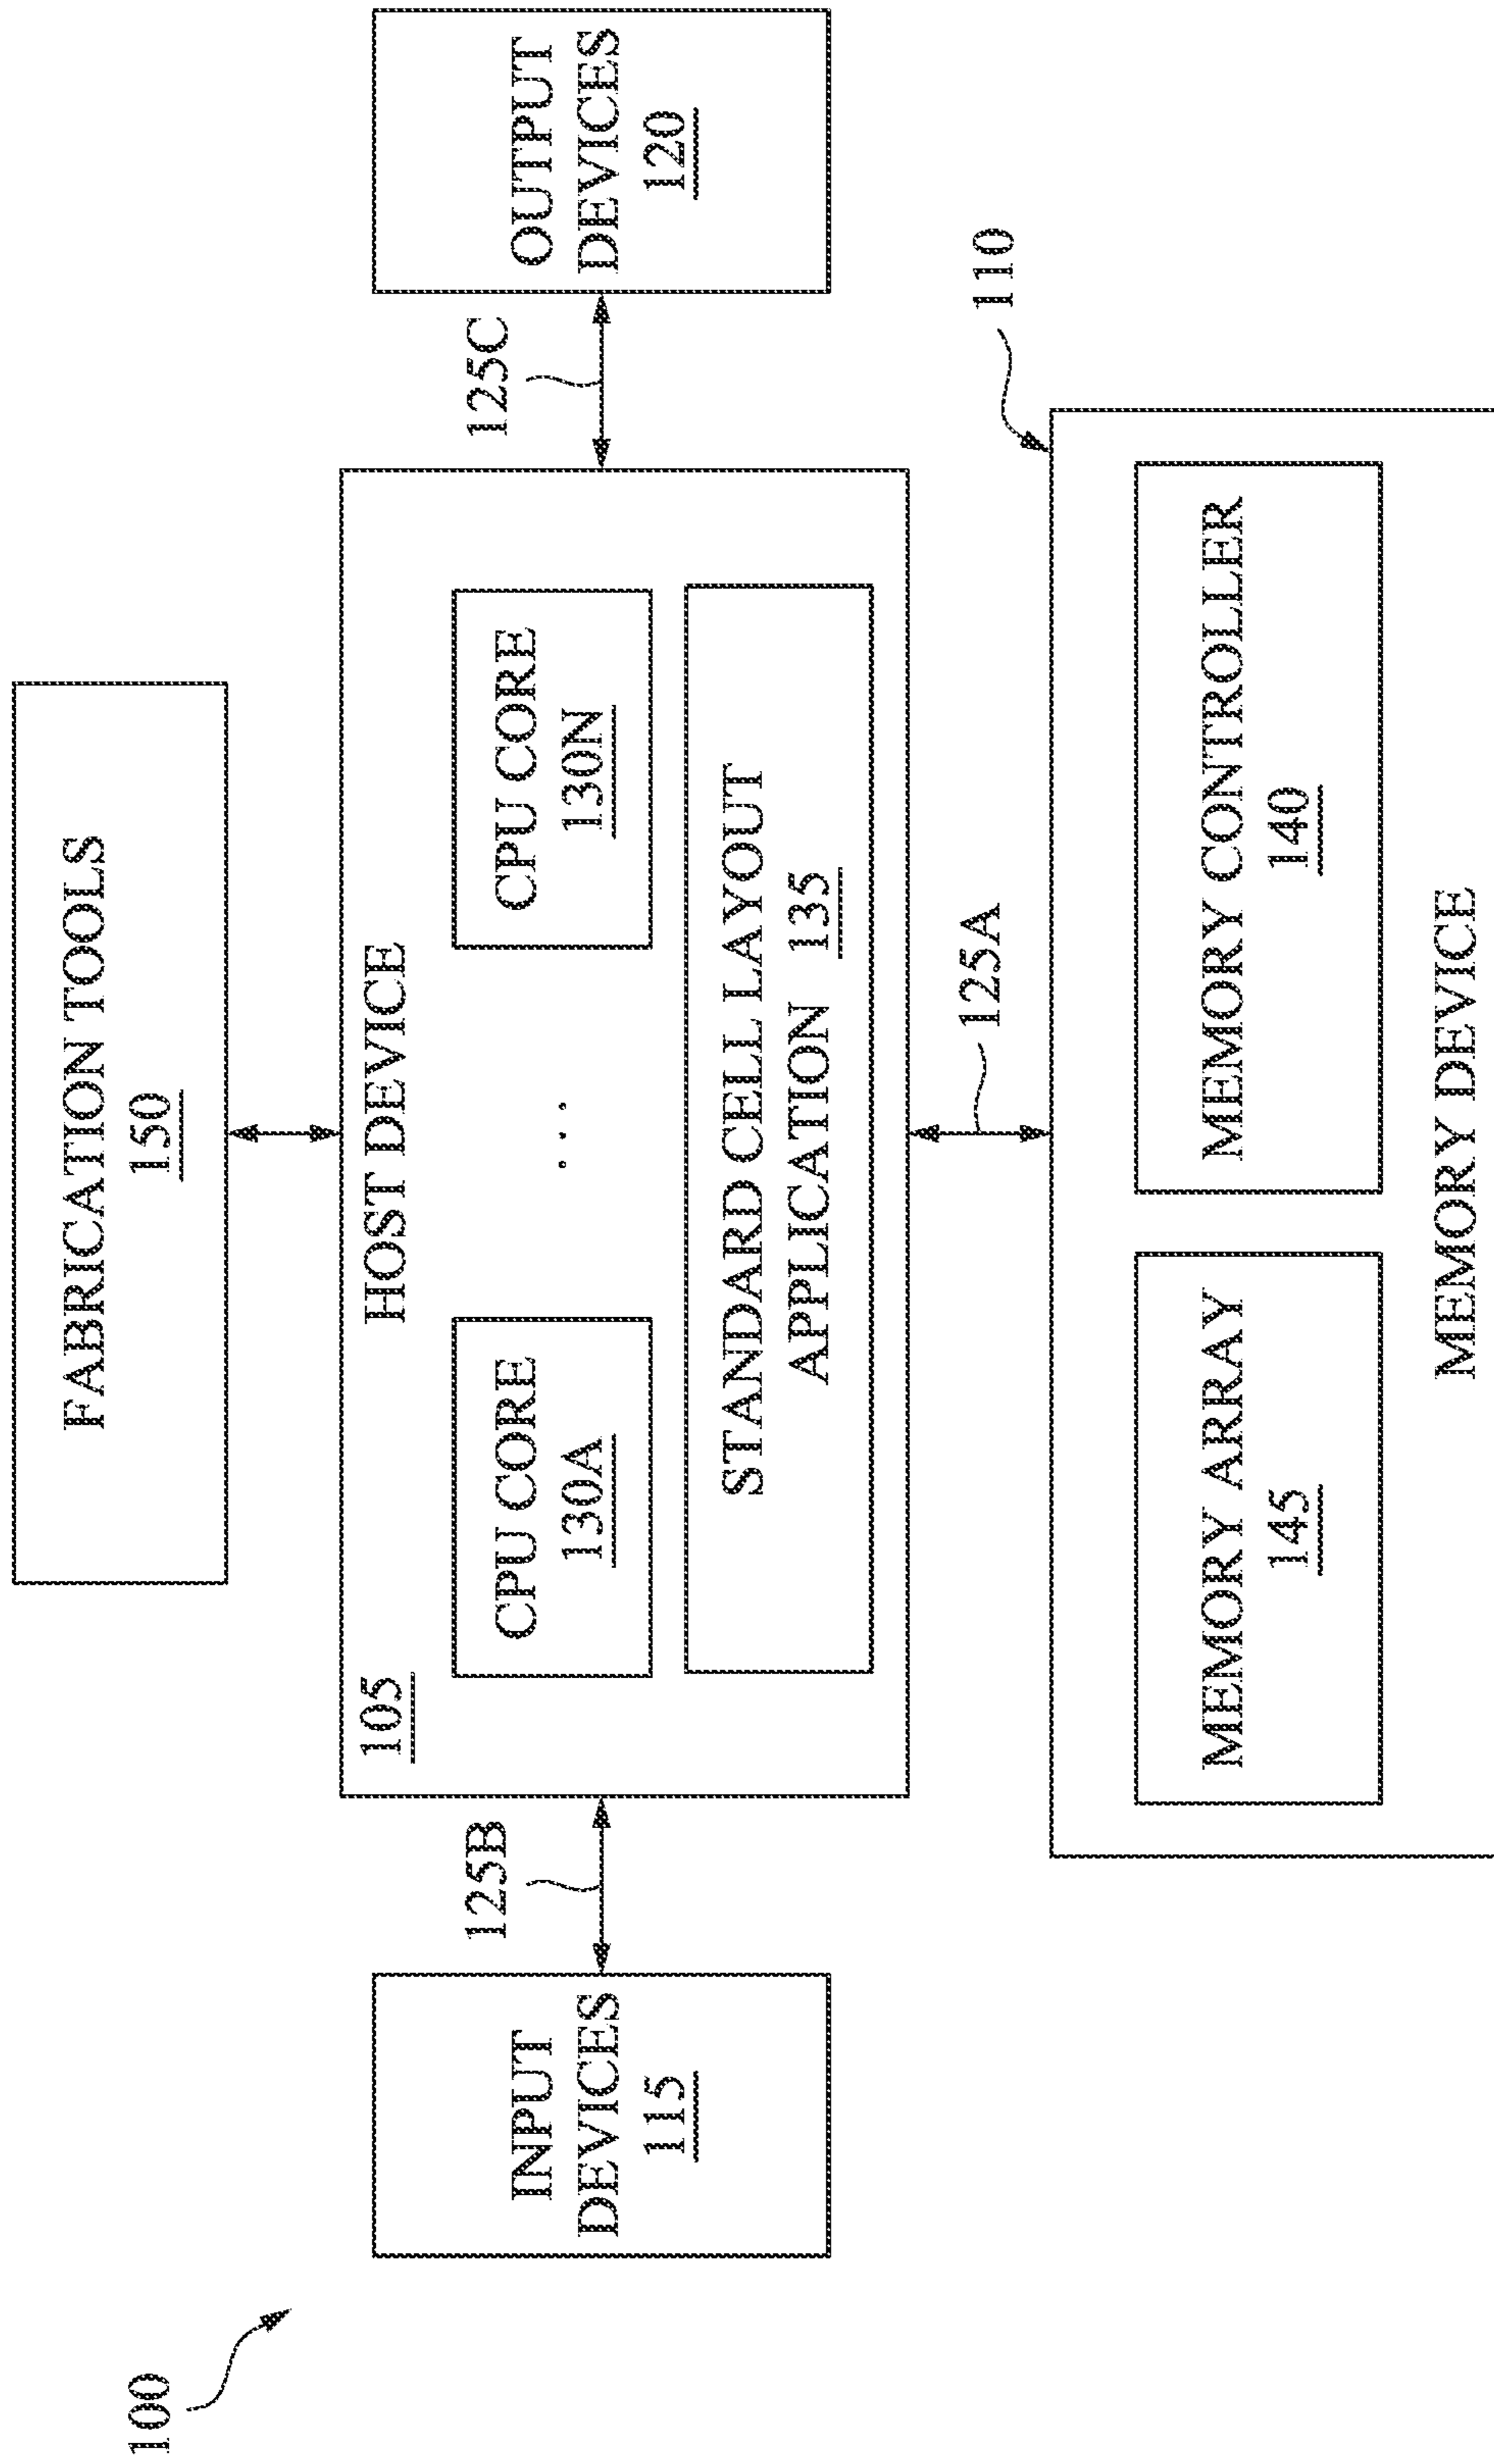 100
FABRICATION TOOLS
150
105
HOST DEVICE
CPU CORE
130A
. . .
CPU CORE
130N
STANDARD CELL LAYOUT
APPLICATION 135
INPUT
DEVICES
115
125B
125C
OUTPUT
DEVICES
120
125A
110
MEMORY ARRAY
145
MEMORY CONTROLLER
140
MEMORY DEVICE